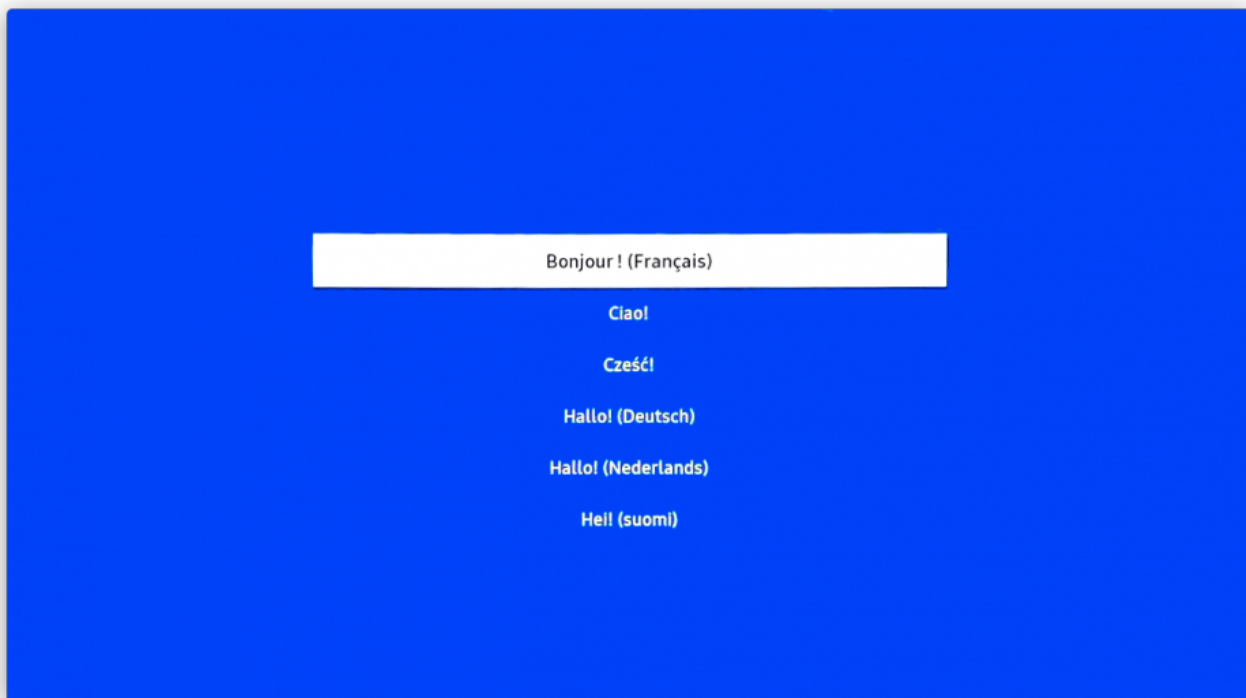 Bonjour ! (Français)
Ciao!
Cześć!
Hallo! (Deutsch)
Hallo! (Nederlands)
Hei! (suomi)